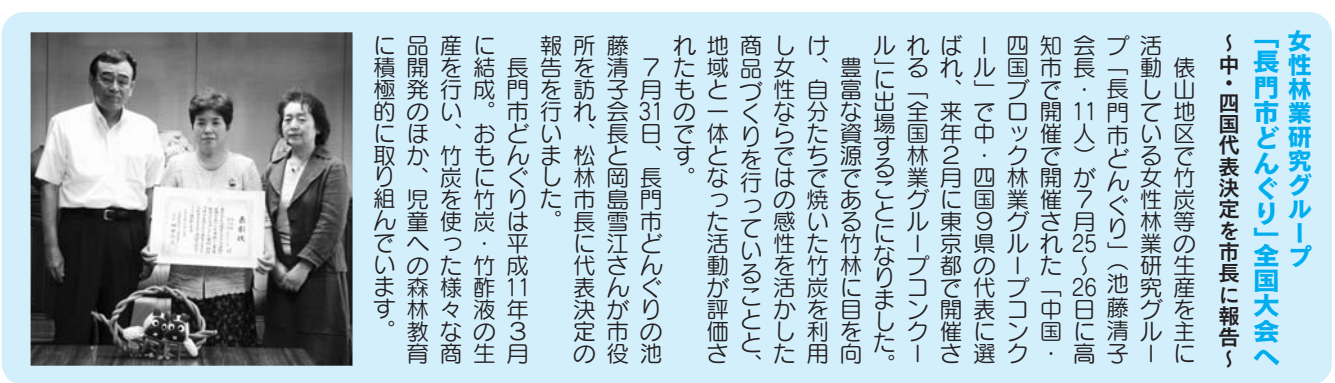 女性林業研究グループ
「長門市どんぐり」全国大会へ
～中・四国代表決定を市長に報告～
俵山地区で竹炭等の生産を主に
活動している女性林業研究グルー
プ「長門市どんぐり」（池藤清子
会長・11人）が７月25～26日に高
知市で開催で開催された「中国・
四国ブロック林業グループコンク
ール」で中・四国９県の代表に選
ばれ、来年２月に東京都で開催さ
れる「全国林業グループコンクー
ル」に出場することになりました。
豊富な資源である竹林に目を向
け、自分たちで焼いた竹炭を利用
し女性ならではの感性を活かした
商品づくりを行っていることと、
地域と一体となった活動が評価さ
れたものです。
７月31日、長門市どんぐりの池
藤清子会長と岡島雪江さんが市役
所を訪れ、松林市長に代表決定の
報告を行いました。
長門市どんぐりは平成11年３月
に結成。おもに竹炭・竹酢液の生
産を行い、竹炭を使った様々な商
品開発のほか、児童への森林教育
に積極的に取り組んでいます。
表彰状